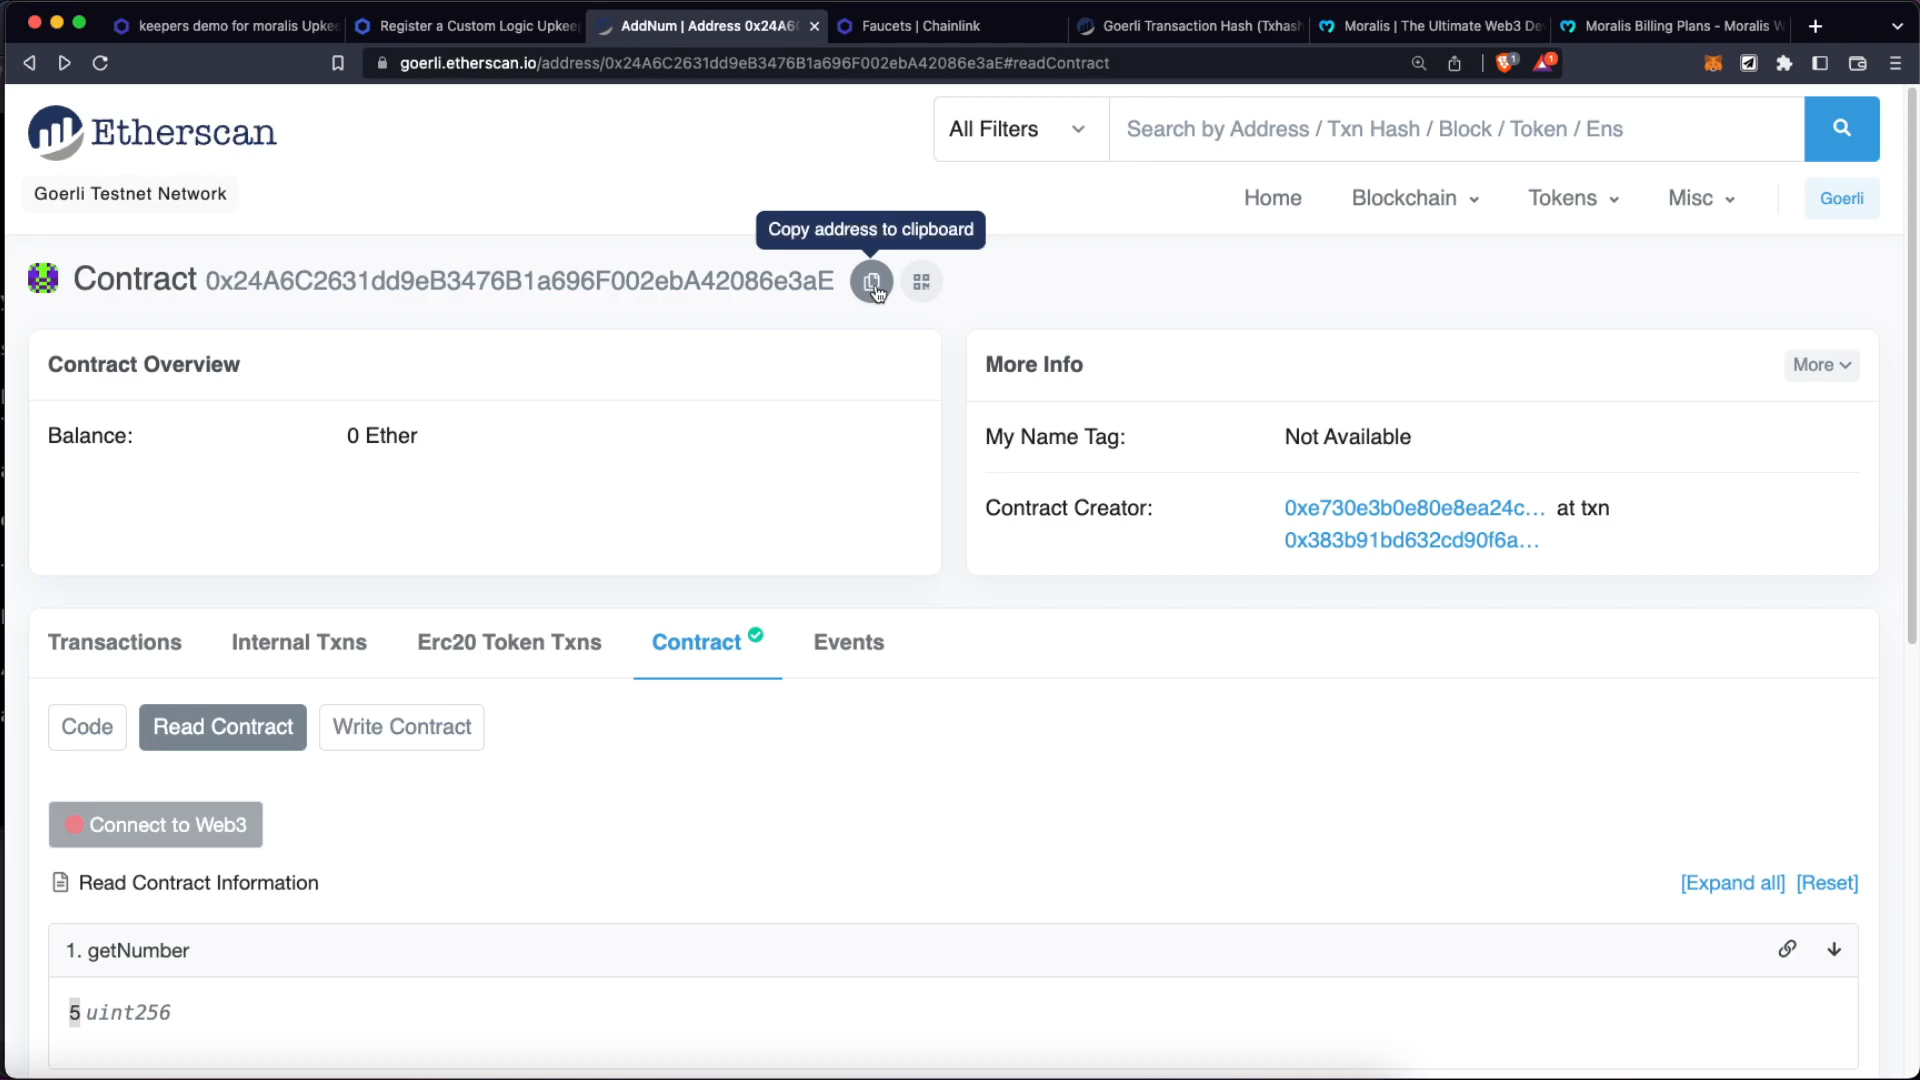 keepers demo for moralis Upke
Register a Custom Logic Upkee
AddNum | Address 0x24A6C
Faucets | Chainlink
Goerli Transaction Hash (Txhash
Moralis | The Ultimate Web3 De
Moralis Billing Plans - Moralis W
goerli.etherscan.io/address/0x24A6C2631dd9eB3476B1a696F002ebA42086e3aE#readContract
1
1
Etherscan
All Filters
Search by Address / Txn Hash / Block / Token / Ens
Goerli Testnet Network
Home
Blockchain
Tokens
Misc
Goerli
Copy address to clipboard
Contract 0x24A6C2631dd9eB3476B1a696F002ebA42086e3aE
Contract Overview
Balance: 0 Ether
More Info
More
My Name Tag: Not Available
Contract Creator: 0xe730e3b0e80e8ea24c... at txn
0x383b91bd632cd90f6a...
Transactions
Internal Txns
Erc20 Token Txns
Contract
Events
Code
Read Contract
Write Contract
Connect to Web3
Read Contract Information
[Expand all] [Reset]
1. getNumber
5 uint256